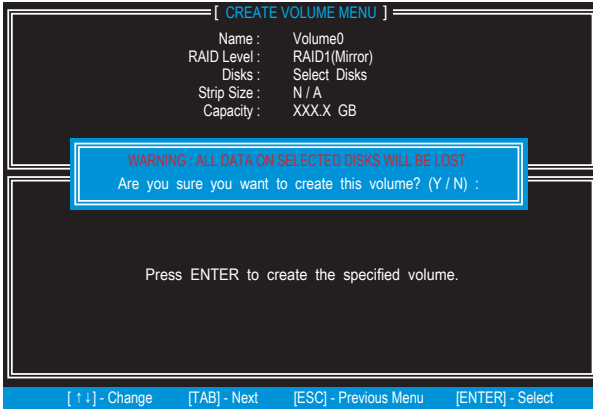 [ CREATE VOLUME MENU ]
Name : Volume0
RAID Level : RAID1(Mirror)
Disks : Select Disks
Strip Size : N / A
Capacity : XXX.X GB
WARNING : ALL DATA ON SELECTED DISKS WILL BE LOST.
Are you sure you want to create this volume? (Y / N) :
Press ENTER to create the specified volume.
[ ↑↓] - Change [TAB] - Next [ESC] - Previous Menu [ENTER] - Select